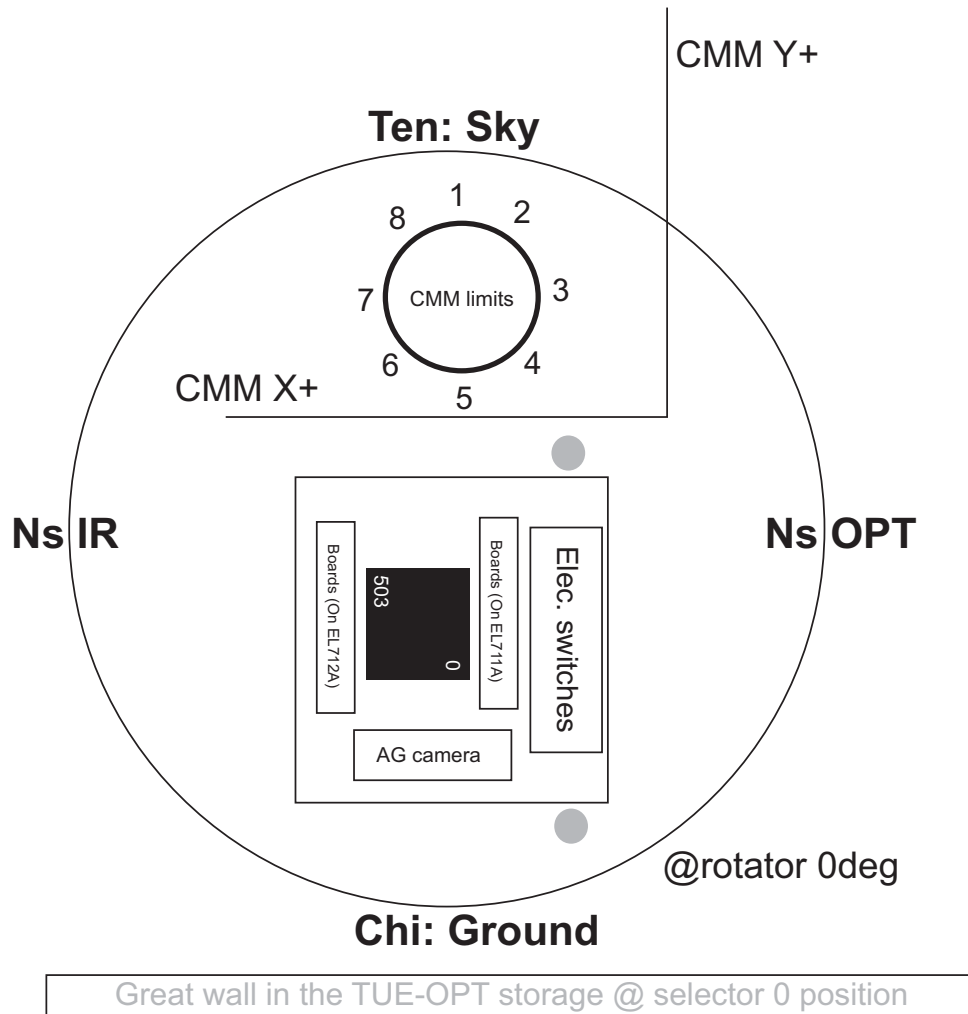 CMM Y+
Ten: Sky
1
2
8
CMM limits
3
7
6
4
CMM X+
5
Ns IR
Ns OPT
Boards (On EL712A)
503
0
Boards (On EL711A)
Elec. switches
AG camera
@rotator 0deg
Chi: Ground
Great wall in the TUE-OPT storage @ selector 0 position